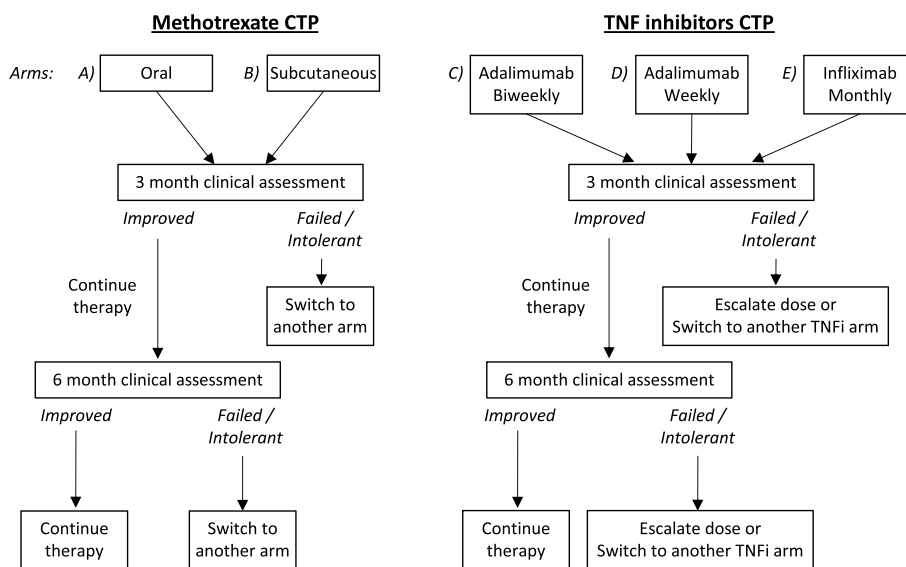 Methotrexate CTP
Arms:
A)
Oral
B)
Subcutaneous
3 month clinical assessment
Improved
Failed /
Intolerant
Continue
therapy
Switch to
another arm
6 month clinical assessment
Improved
Failed /
Intolerant
Continue
therapy
Switch to
another arm
TNF inhibitors CTP
C)
Adalimumab
Biweekly
D)
Adalimumab
Weekly
E)
Infliximab
Monthly
3 month clinical assessment
Improved
Failed /
Intolerant
Continue
therapy
Escalate dose or
Switch to another TNFi arm
6 month clinical assessment
Improved
Failed /
Intolerant
Continue
therapy
Escalate dose or
Switch to another TNFi arm